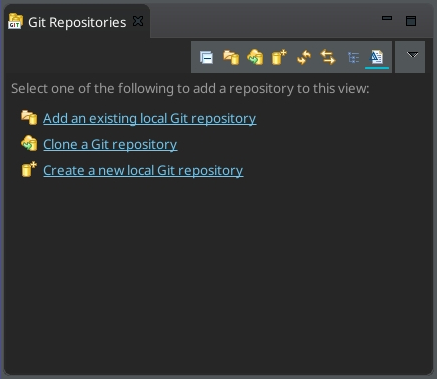 GIT Git Repositories
Select one of the following to add a repository to this view:
Add an existing local Git repository
Clone a Git repository
Create a new local Git repository